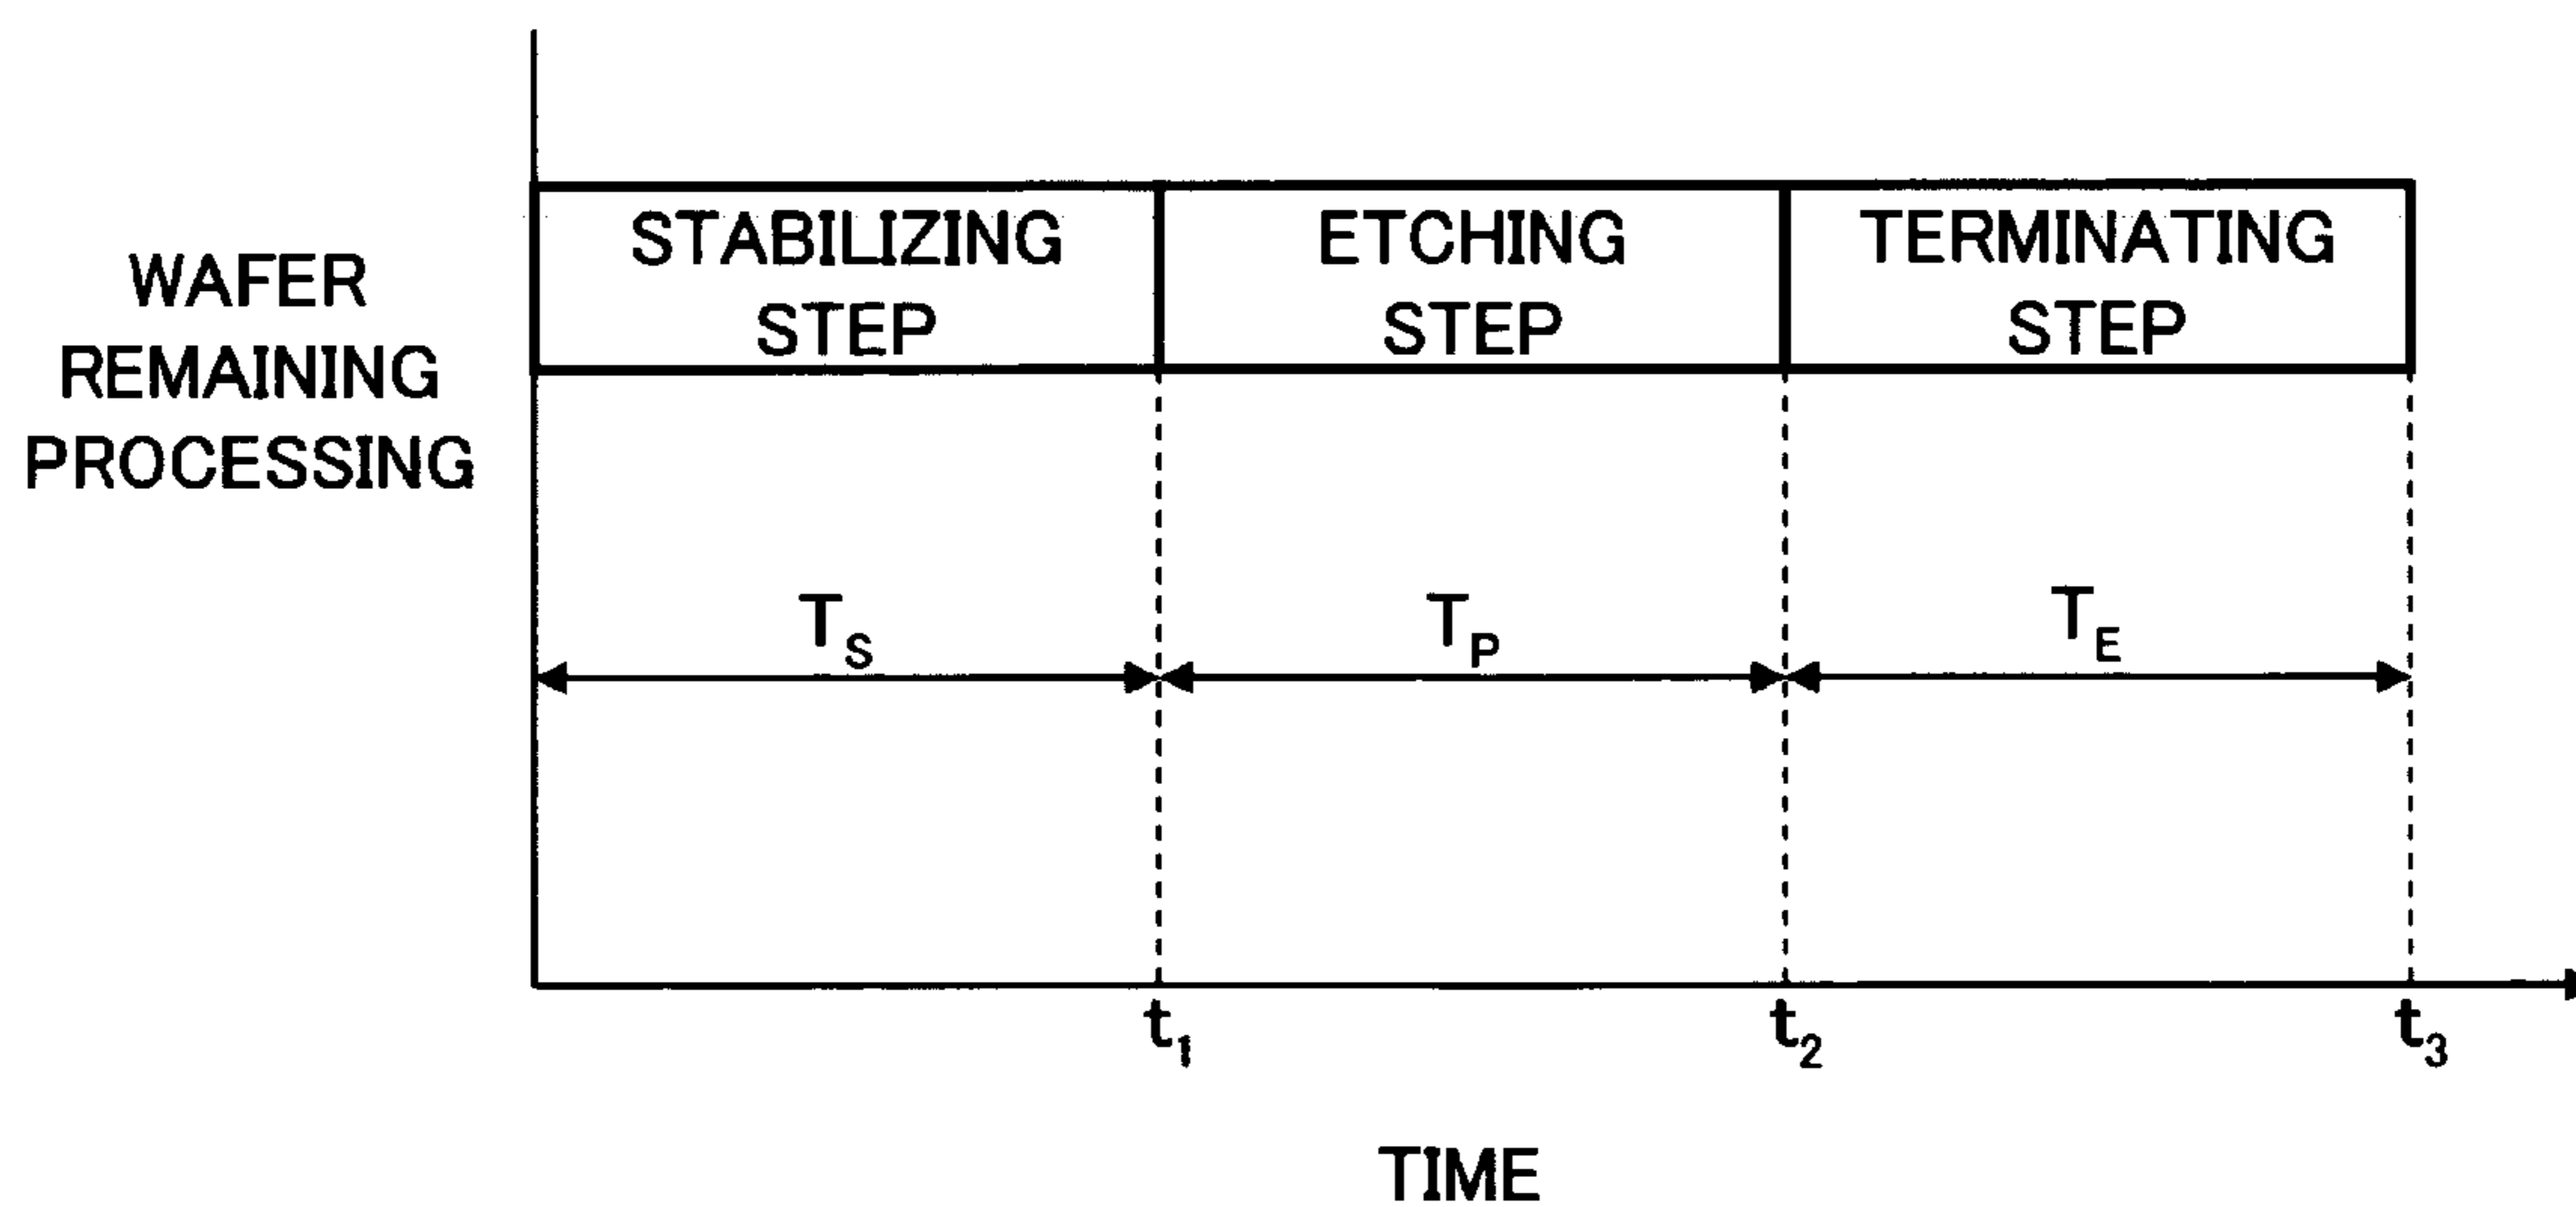 STABILIZING
STEP
ETCHING
STEP
TERMINATING
STEP
WAFER
REMAINING
PROCESSING
T_S
T_P
T_E
t_1
t_2
t_3
TIME